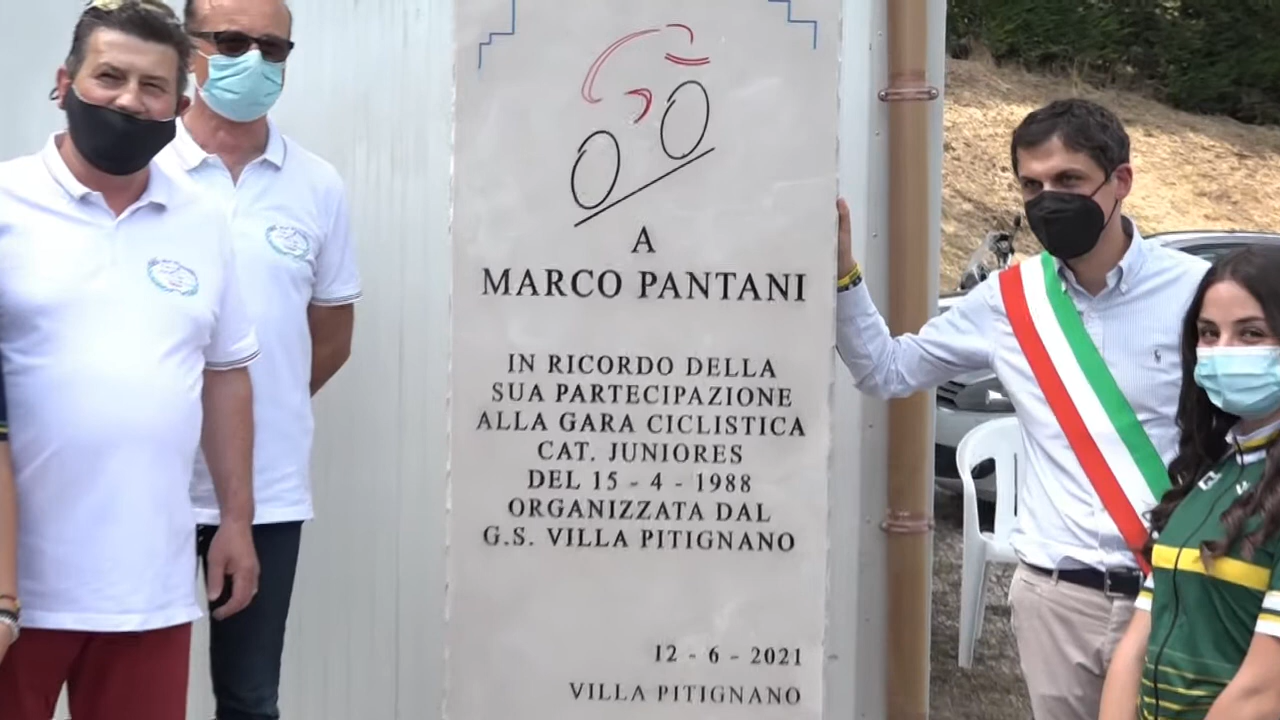 A
MARCO PANTANI
IN RICORDO DELLA
SUA PARTECIPAZIONE
ALLA GARA CICLISTICA
CAT. JUNIORES
DEL 15 - 4 - 1988
ORGANIZZATA DAL
G.S. VILLA PITIGNANO
12 - 6 - 2021
VILLA PITIGNANO